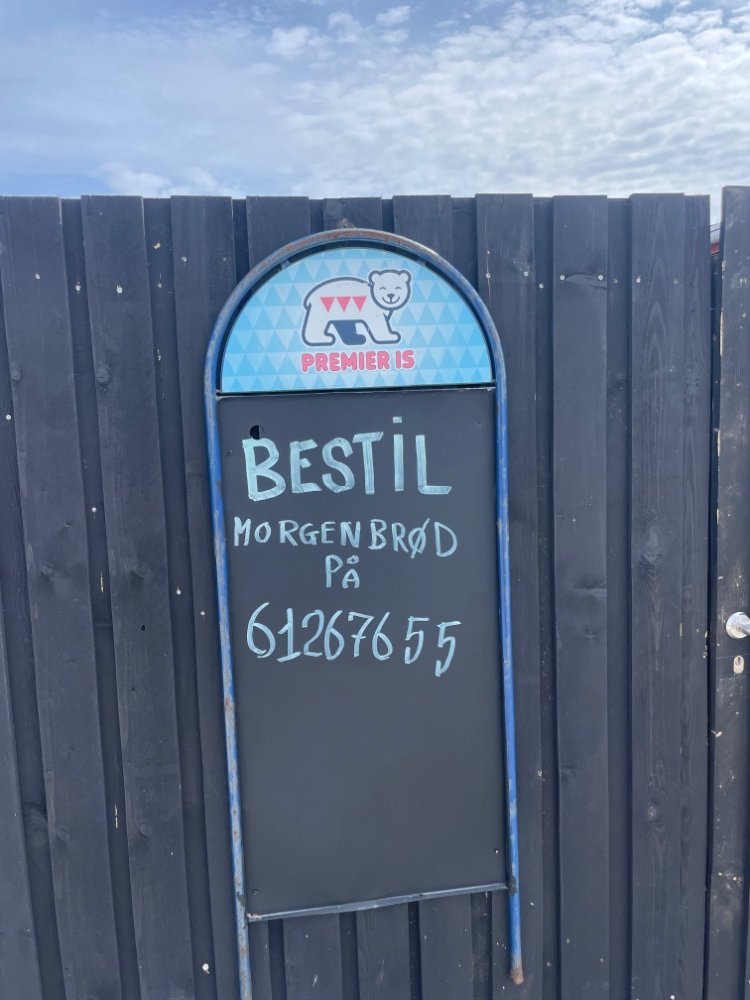 PREMIER IS
BESTiL
MORGENBRØD
PÅ
61267655